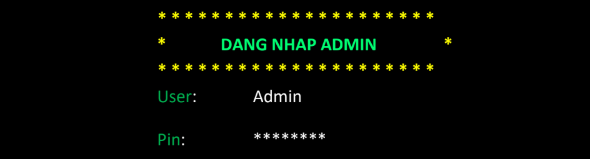 * * * * * * * * * * * * * * * * * * * * *
* DANG NHAP ADMIN *
* * * * * * * * * * * * * * * * * * * * *
User: Admin
Pin: ********